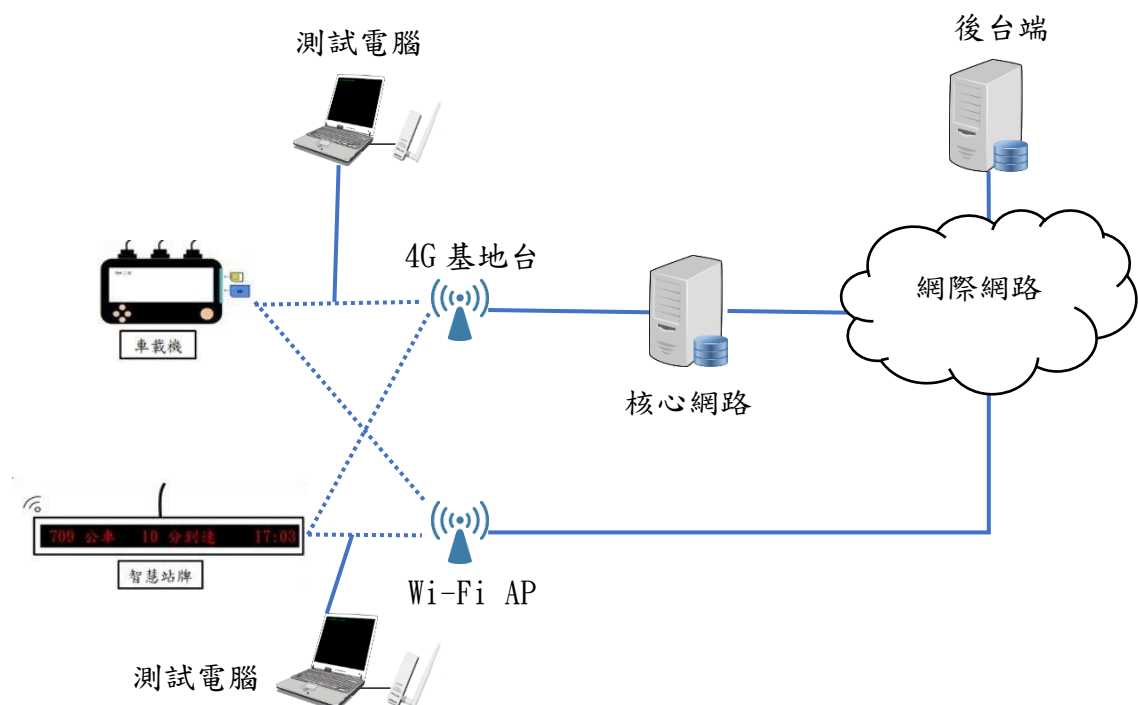 測試電腦
後台端
4G 基地台
網際網路
車載機
核心網路
709 公車 10 分到達 17:03
智慧站牌
Wi-Fi AP
測試電腦